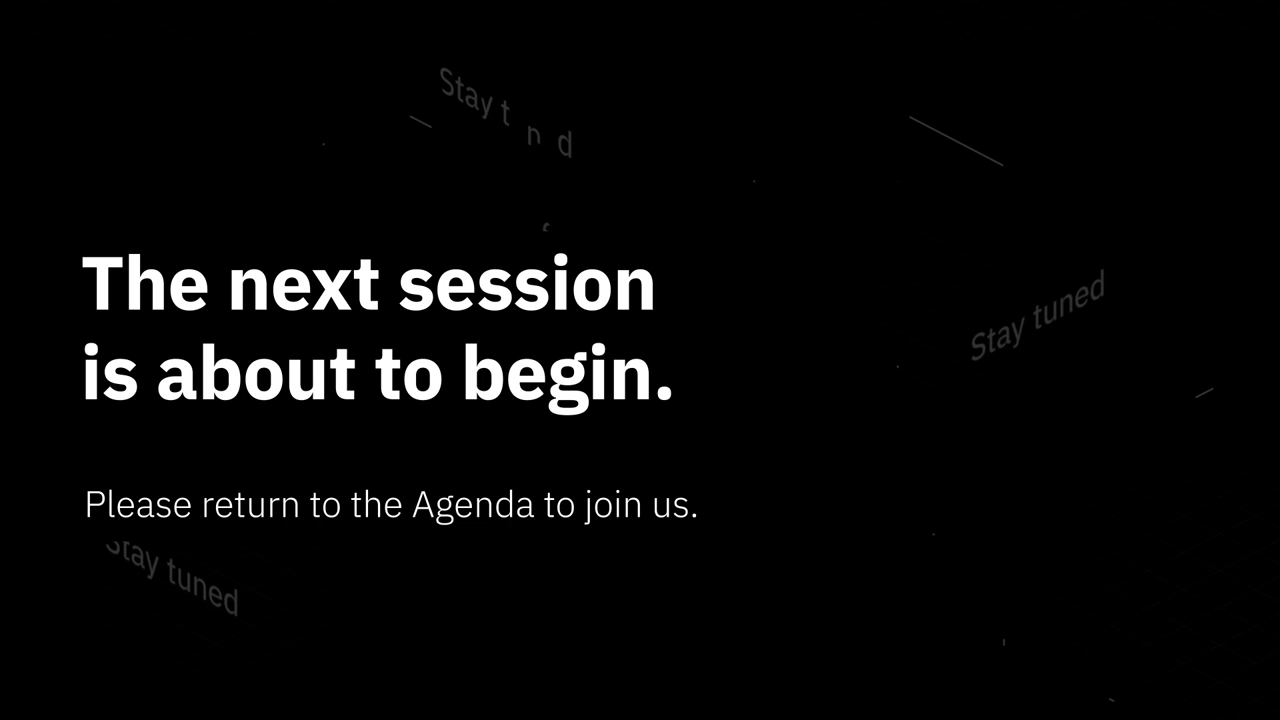 Stay t n d
The next session
is about to begin.
Stay tuned
Please return to the Agenda to join us.
Stay tuned